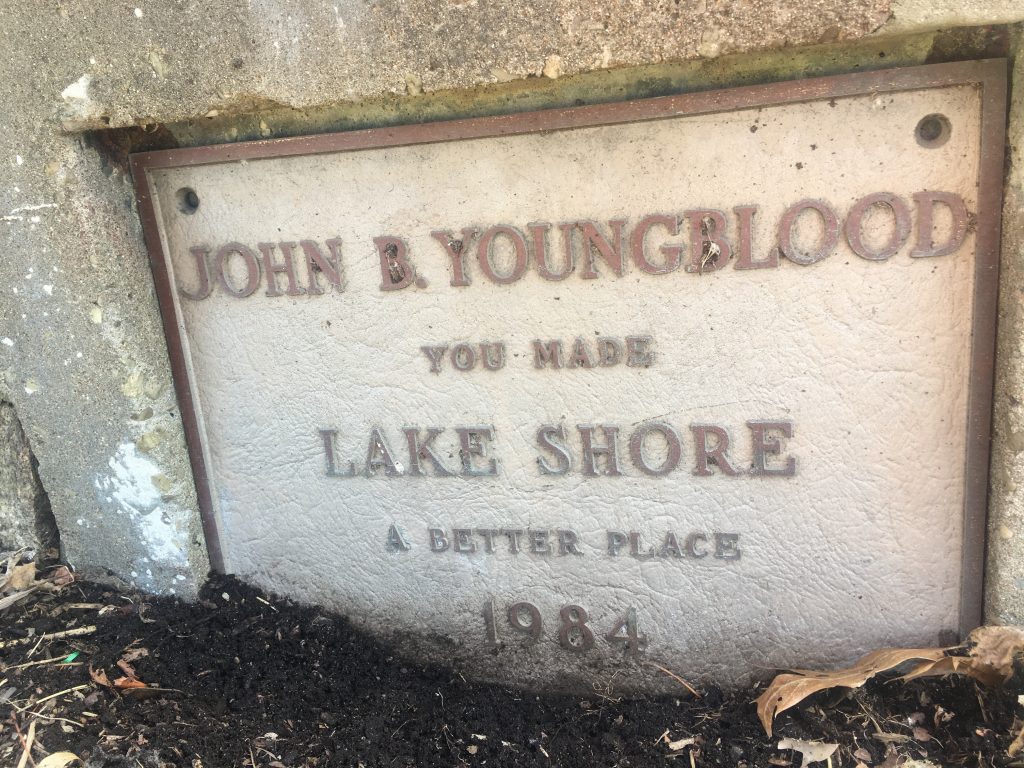 JOHN B. YOUNGBLOOD
YOU MADE
LAKE SHORE
A BETTER PLACE
1984